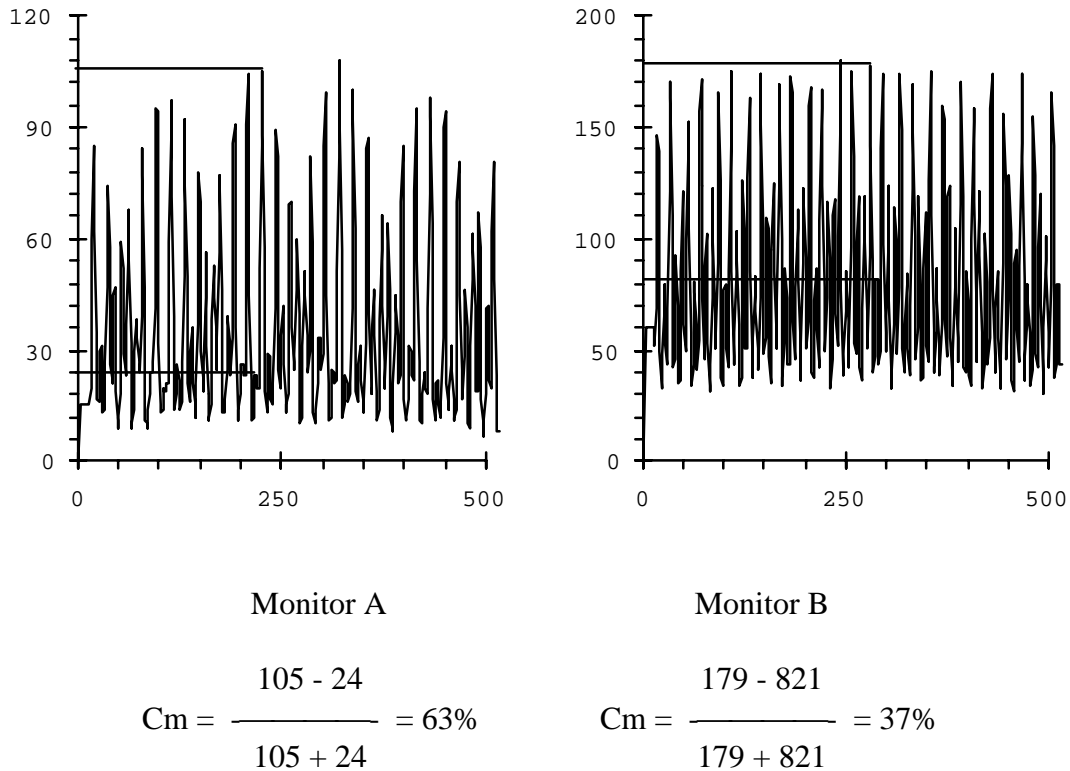 120
90
60
30
0
0 250 500
200
150
100
50
0
0 250 500
Monitor A
Monitor B
105 - 24
Cm = ———— = 63%
105 + 24
179 - 821
Cm = ———— = 37%
179 + 821